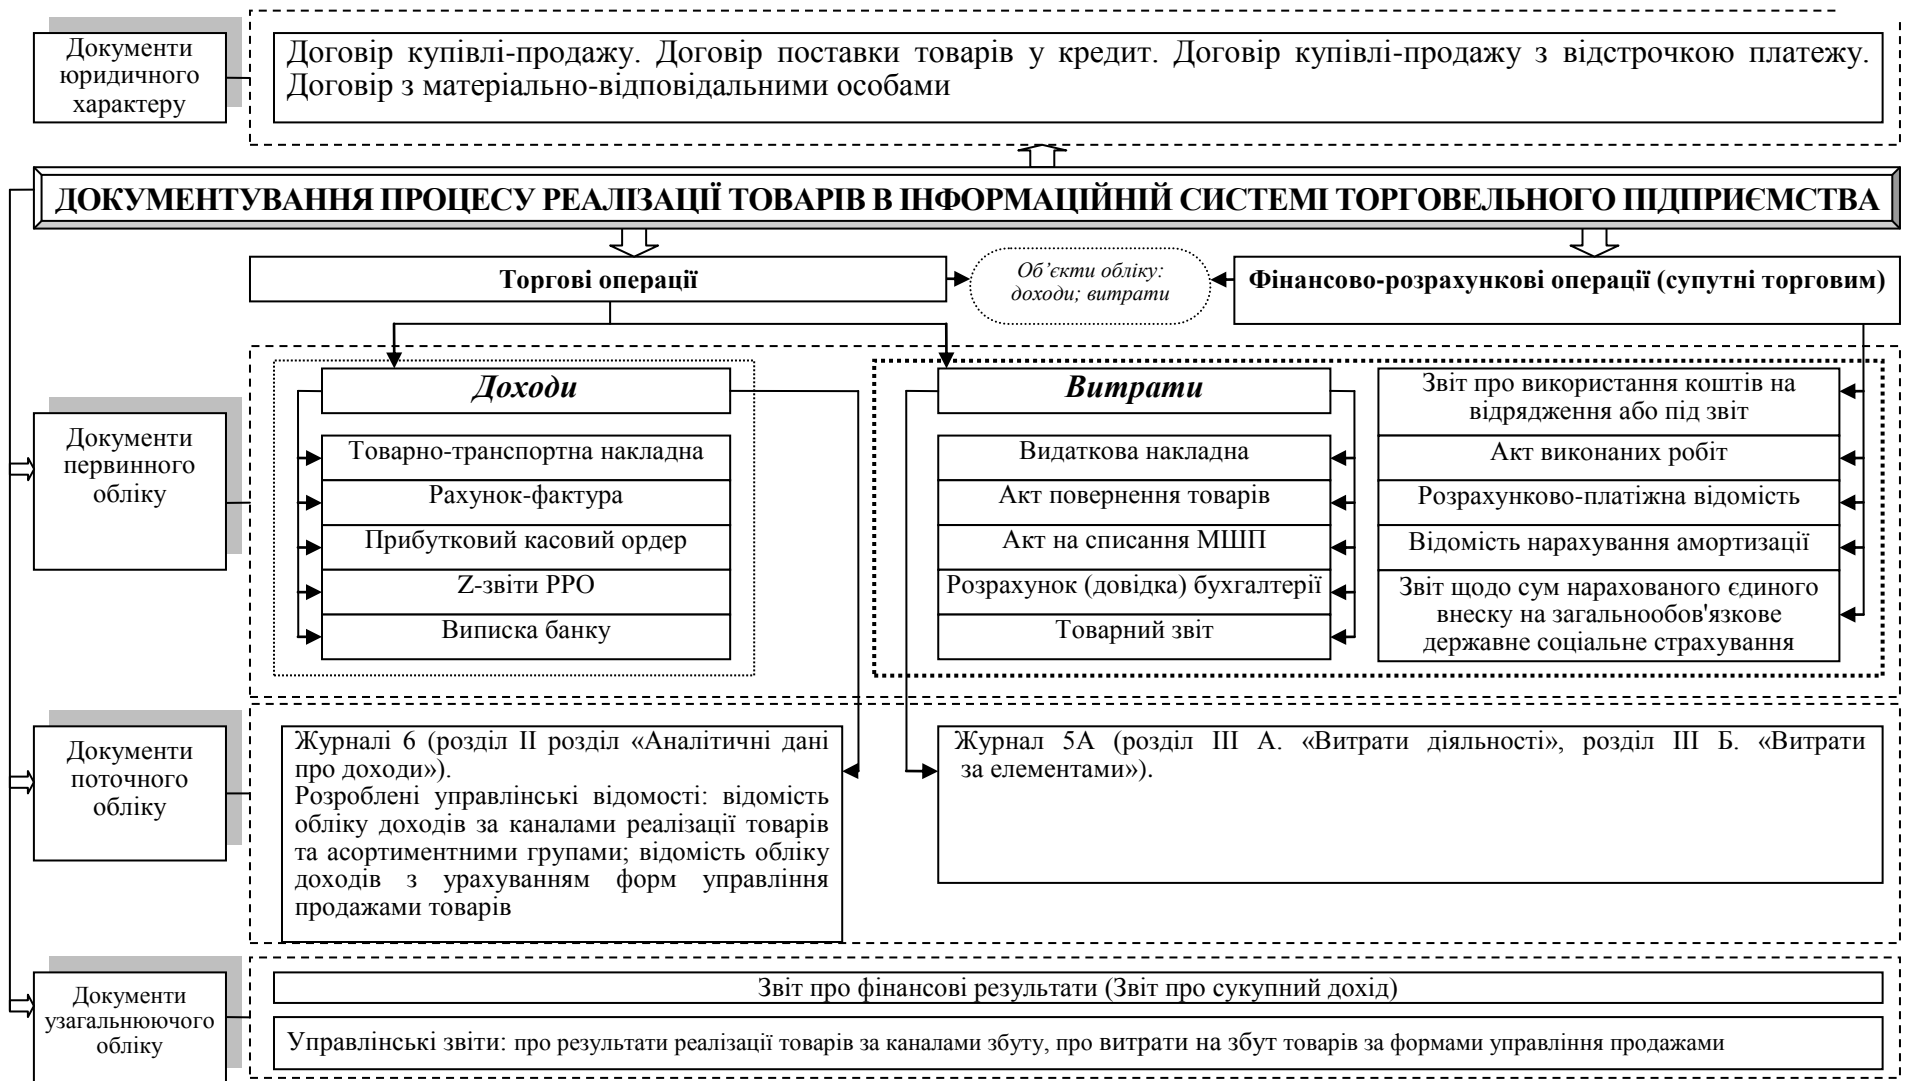 Документи
юридичного
характеру
Договір купівлі-продажу. Договір поставки товарів у кредит. Договір купівлі-продажу з відстрочкою платежу.
Договір з матеріально-відповідальними особами
ДОКУМЕНТУВАННЯ ПРОЦЕСУ РЕАЛІЗАЦІЇ ТОВАРІВ В ІНФОРМАЦІЙНІЙ СИСТЕМІ ТОРГОВЕЛЬНОГО ПІДПРИЄМСТВА
Торгові операції
Об’єкти обліку:
доходи; витрати
Фінансово-розрахункові операції (супутні торговим)
Документи
первинного
обліку
Доходи
Товарно-транспортна накладна
Рахунок-фактура
Прибутковий касовий ордер
Z-звіти РРО
Виписка банку
Витрати
Видаткова накладна
Акт повернення товарів
Акт на списання МШП
Розрахунок (довідка) бухгалтерії
Товарний звіт
Звіт про використання коштів на
відрядження або під звіт
Акт виконаних робіт
Розрахунково-платіжна відомість
Відомість нарахування амортизації
Звіт щодо сум нарахованого єдиного
внеску на загальнообов'язкове
державне соціальне страхування
Документи
поточного
обліку
Журналі 6 (розділ II розділ «Аналітичні дані
про доходи»).
Розроблені управлінські відомості: відомість
обліку доходів за каналами реалізації товарів
та асортиментними групами; відомість обліку
доходів з урахуванням форм управління
продажами товарів
Журнал 5А (розділ III А. «Витрати діяльності», розділ III Б. «Витрати
за елементами»).
Документи
узагальнюючого
обліку
Звіт про фінансові результати (Звіт про сукупний дохід)
Управлінські звіти: про результати реалізації товарів за каналами збуту, про витрати на збут товарів за формами управління продажами